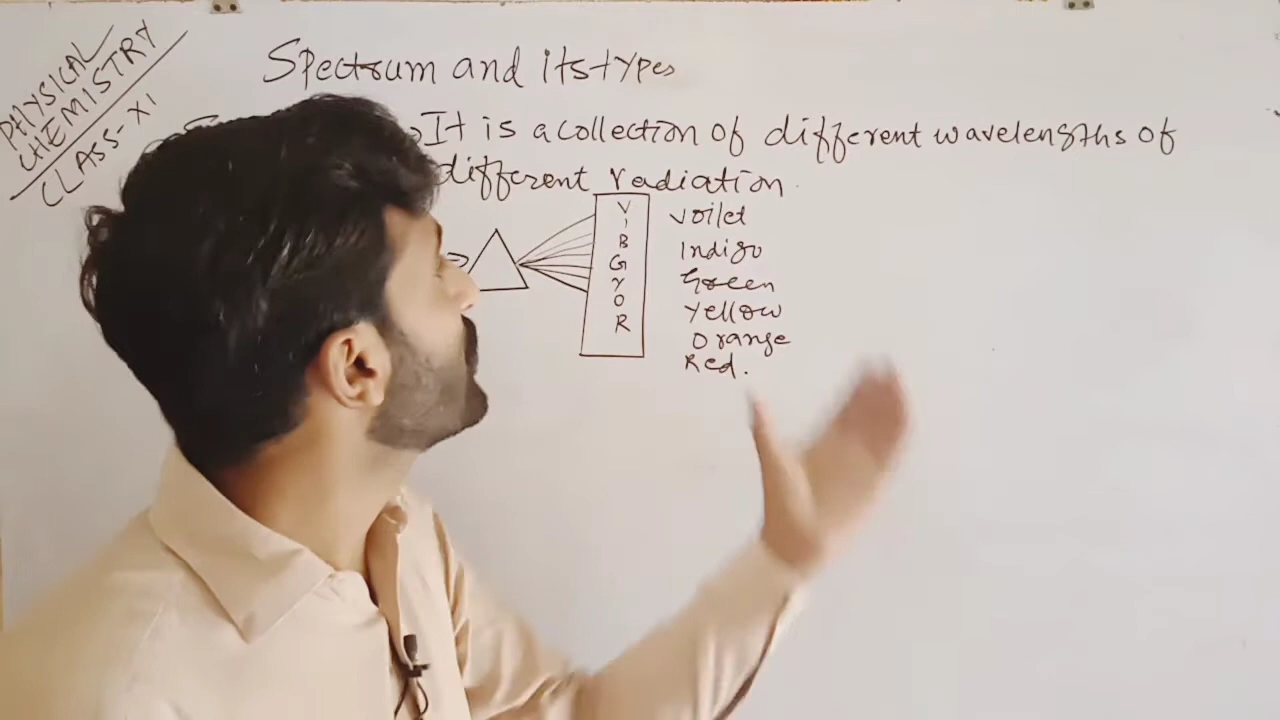 PHYSICAL
CHEMISTRY
CLASS-XI
Spectrum and its types
It is a collection of different wavelengths of
different radiation.
V
I
B
G
Y
O
R
Voilet
Indigo
Green
Yellow
Orange
Red.